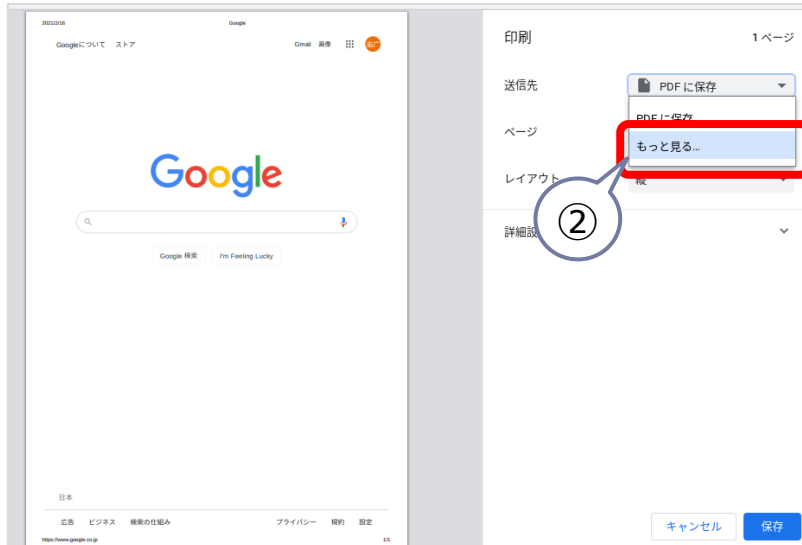 2021/2/16 Google
Googleについて ストア Gmail 画像
Google
Google 検索 I'm Feeling Lucky
日本
広告 ビジネス 検索の仕組み プライバシー 規約 設定
https://www.google.co.jp 1/1
印刷 1 ページ
送信先 PDF に保存
PDF に保存
ページ
もっと見る...
レイアウト 縦
②
詳細設
キャンセル 保存